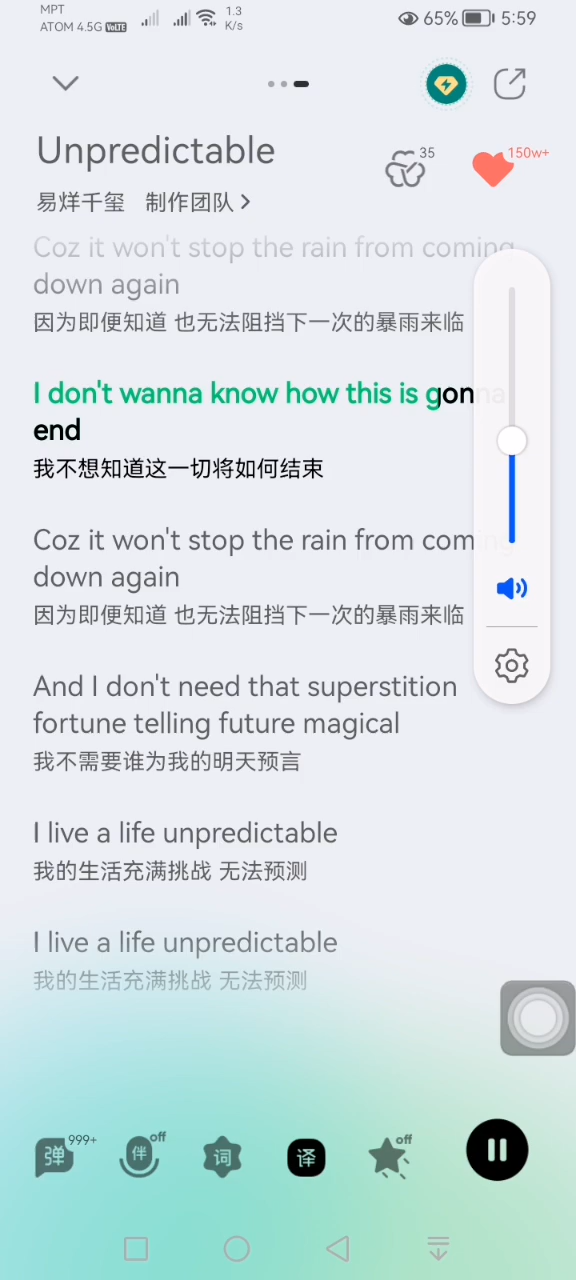 MPT
ATOM 4.5G VoLTE
1.3
K/s
65%
5:59
Unpredictable
35
150w+
易烊千玺 制作团队
Coz it won't stop the rain from coming
down again
因为即便知道 也无法阻挡下一次的暴雨来临
I don't wanna know how this is gonna
end
我不想知道这一切将如何结束
Coz it won't stop the rain from coming
down again
因为即便知道 也无法阻挡下一次的暴雨来临
And I don't need that superstition
fortune telling future magical
我不需要谁为我的明天预言
I live a life unpredictable
我的生活充满挑战 无法预测
I live a life unpredictable
我的生活充满挑战 无法预测
弹 999+
伴 off
词
译
off